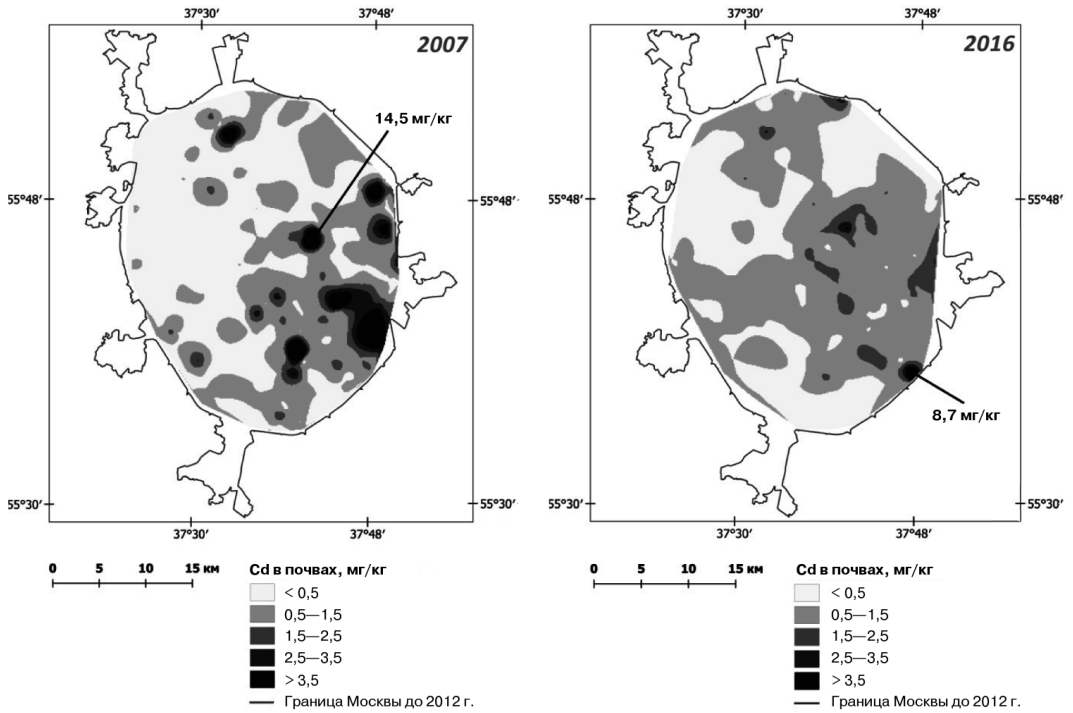 37°30′ 37°48′
2007
14,5 мг/кг
55°48′ 55°48′
55°30′ 55°30′
37°30′ 37°48′
0 5 10 15 км
Cd в почвах, мг/кг
< 0,5
0,5—1,5
1,5—2,5
2,5—3,5
> 3,5
Граница Москвы до 2012 г.
37°30′ 37°48′
2016
55°48′
8,7 мг/кг
55°30′
37°30′ 37°48′
0 5 10 15 км
Cd в почвах, мг/кг
< 0,5
0,5—1,5
1,5—2,5
2,5—3,5
> 3,5
Граница Москвы до 2012 г.